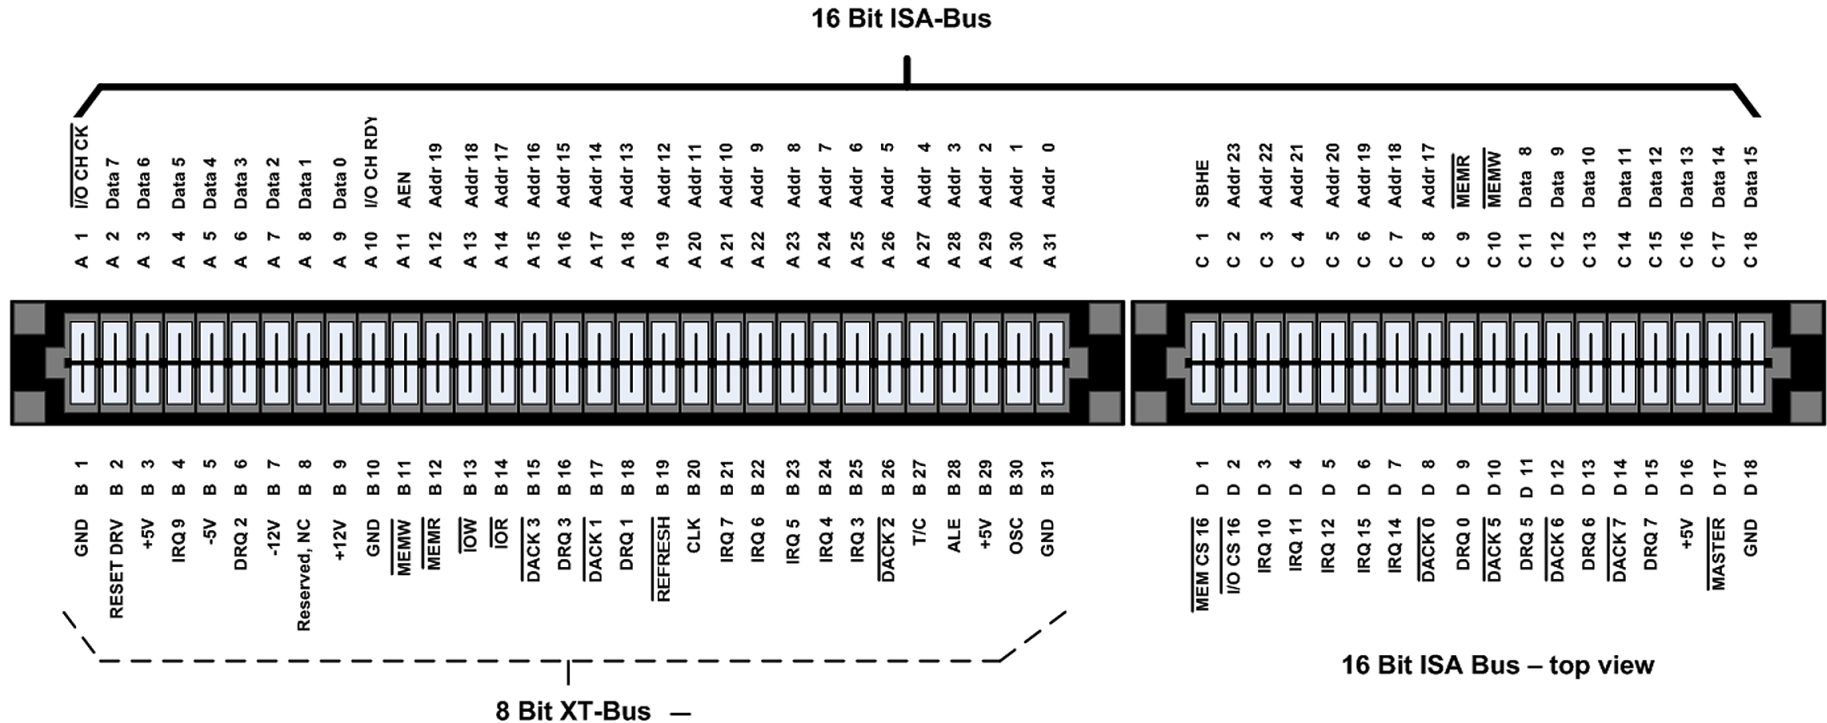 16 Bit ISA-Bus
I/O CH CK
Data 7
Data 6
Data 5
Data 4
Data 3
Data 2
Data 1
Data 0
I/O CH RDY
AEN
Addr 19
Addr 18
Addr 17
Addr 16
Addr 15
Addr 14
Addr 13
Addr 12
Addr 11
Addr 10
Addr 9
Addr 8
Addr 7
Addr 6
Addr 5
Addr 4
Addr 3
Addr 2
Addr 1
Addr 0
SBHE
Addr 23
Addr 22
Addr 21
Addr 20
Addr 19
Addr 18
Addr 17
MEMR
MEMW
Data 8
Data 9
Data 10
Data 11
Data 12
Data 13
Data 14
Data 15
A 1
A 2
A 3
A 4
A 5
A 6
A 7
A 8
A 9
A 10
A 11
A 12
A 13
A 14
A 15
A 16
A 17
A 18
A 19
A 20
A 21
A 22
A 23
A 24
A 25
A 26
A 27
A 28
A 29
A 30
A 31
C 1
C 2
C 3
C 4
C 5
C 6
C 7
C 8
C 9
C 10
C 11
C 12
C 13
C 14
C 15
C 16
C 17
C 18
B 1
B 2
B 3
B 4
B 5
B 6
B 7
B 8
B 9
B 10
B 11
B 12
B 13
B 14
B 15
B 16
B 17
B 18
B 19
B 20
B 21
B 22
B 23
B 24
B 25
B 26
B 27
B 28
B 29
B 30
B 31
D 1
D 2
D 3
D 4
D 5
D 6
D 7
D 8
D 9
D 10
D 11
D 12
D 13
D 14
D 15
D 16
D 17
D 18
GND
RESET DRV
+5V
IRQ 9
-5V
DRQ 2
-12V
Reserved, NC
+12V
GND
MEMW
MEMR
IOW
IOR
DACK 3
DRQ 3
DACK 1
DRQ 1
REFRESH
CLK
IRQ 7
IRQ 6
IRQ 5
IRQ 4
IRQ 3
DACK 2
T/C
ALE
+5V
OSC
GND
MEM CS 16
I/O CS 16
IRQ 10
IRQ 11
IRQ 12
IRQ 15
IRQ 14
DACK 0
DRQ 0
DACK 5
DRQ 5
DACK 6
DRQ 6
DACK 7
DRQ 7
+5V
MASTER
GND
16 Bit ISA Bus – top view
8 Bit XT-Bus —